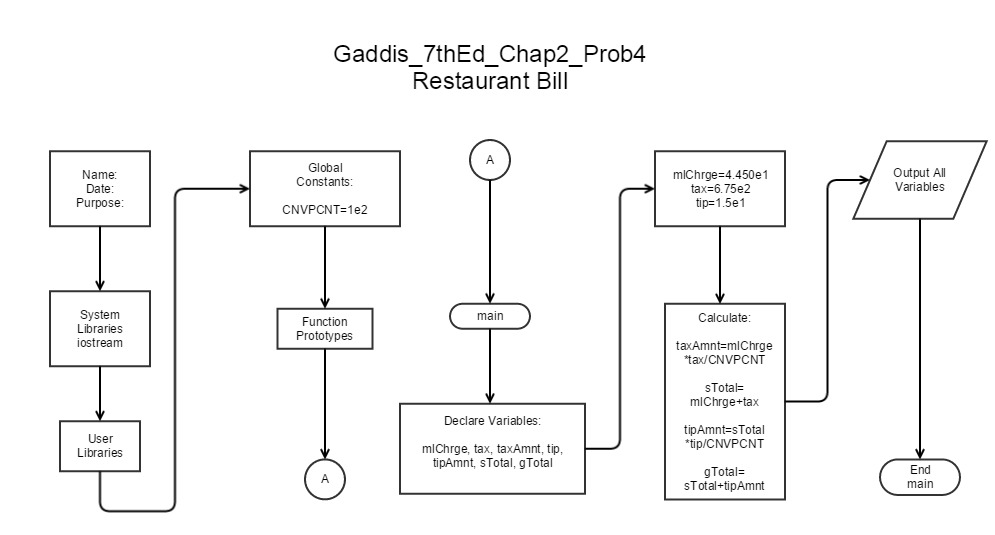 Gaddis_7thEd_Chap2_Prob4
Restaurant Bill
Name:
Date:
Purpose:
System
Libraries
iostream
User
Libraries
Global
Constants:
CNVPCNT=1e2
Function
Prototypes
A
A
main
Declare Variables:
mlChrge, tax, taxAmnt, tip,
tipAmnt, sTotal, gTotal
mlChrge=4.450e1
tax=6.75e2
tip=1.5e1
Calculate:
taxAmnt=mlChrge
*tax/CNVPCNT
sTotal=
mlChrge+tax
tipAmnt=sTotal
*tip/CNVPCNT
gTotal=
sTotal+tipAmnt
Output All
Variables
End
main